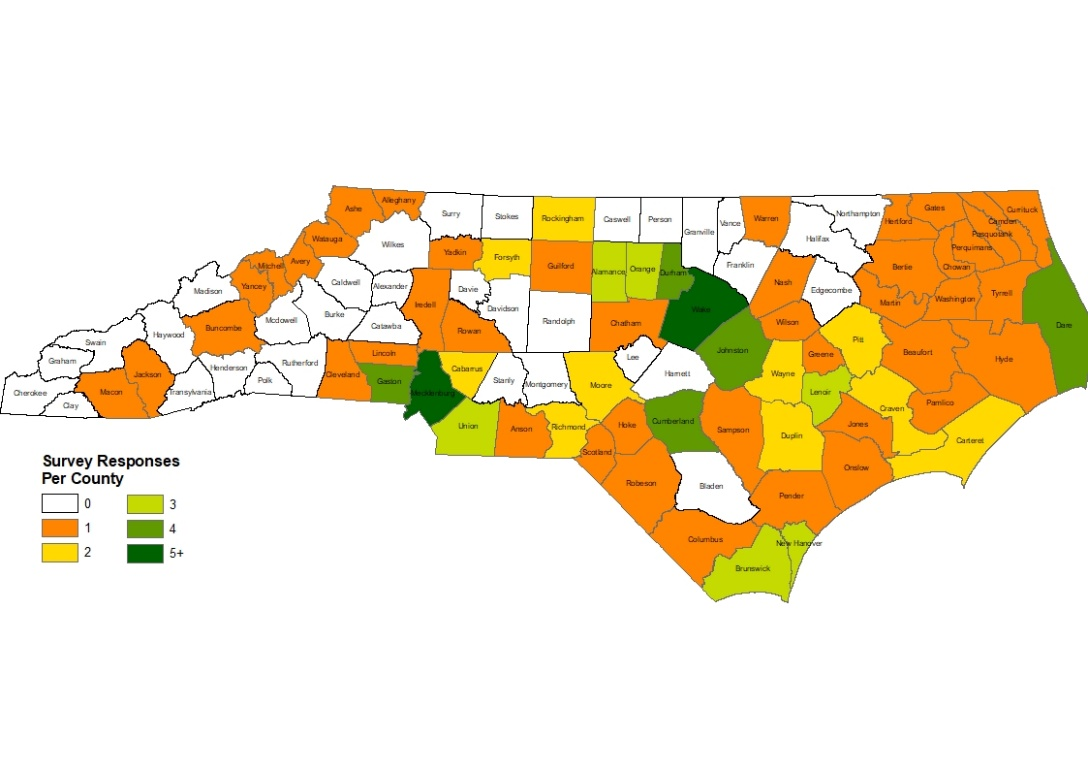 Ashe
Alleghany
Surry
Stokes
Rockingham
Caswell
Person
Granville
Vance
Warren
Halifax
Northampton
Hertford
Gates
Camden
Currituck
Pasquotank
Perquimans
Watauga
Wilkes
Yadkin
Forsyth
Guilford
Alamance
Orange
Durham
Franklin
Nash
Edgecombe
Bertie
Chowan
Mitchell
Avery
Yancey
Madison
Caldwell
Alexander
Iredell
Davie
Davidson
Randolph
Chatham
Wake
Wilson
Martin
Washington
Tyrrell
Dare
Buncombe
Mcdowell
Burke
Catawba
Rowan
Haywood
Swain
Graham
Cherokee
Clay
Macon
Jackson
Transylvania
Henderson
Polk
Rutherford
Cleveland
Lincoln
Gaston
Mecklenburg
Cabarrus
Stanly
Montgomery
Moore
Lee
Harnett
Johnston
Wayne
Greene
Pitt
Beaufort
Hyde
Lenoir
Craven
Pamlico
Jones
Carteret
Union
Anson
Richmond
Scotland
Hoke
Cumberland
Sampson
Duplin
Onslow
Robeson
Bladen
Pender
Columbus
New Hanover
Brunswick
Survey Responses
Per County
0
3
1
4
2
5+